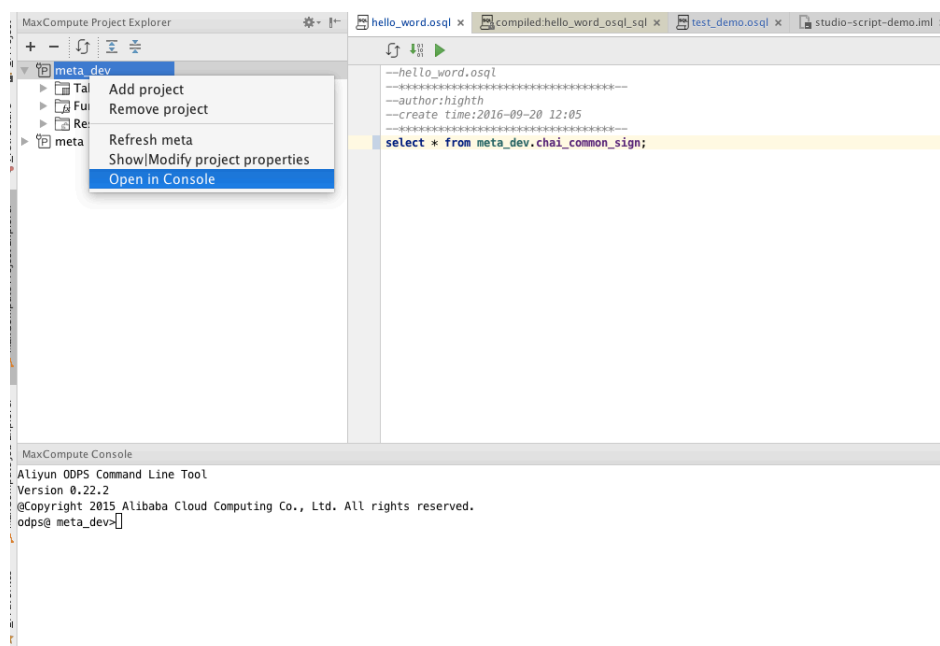 MaxCompute Project Explorer
hello_word.osql
compiled:hello_word_osql_sql
test_demo.osql
studio-script-demo.iml
meta_dev
Ta
Fu
Re
meta
Add project
Remove project
Refresh meta
Show|Modify project properties
Open in Console
--hello_word.osql
--*********************************--
--author:highth
--create time:2016-09-20 12:05
--*********************************--
select * from meta_dev.chai_common_sign;
MaxCompute Console
Aliyun ODPS Command Line Tool
Version 0.22.2
@Copyright 2015 Alibaba Cloud Computing Co., Ltd. All rights reserved.
odps@ meta_dev>